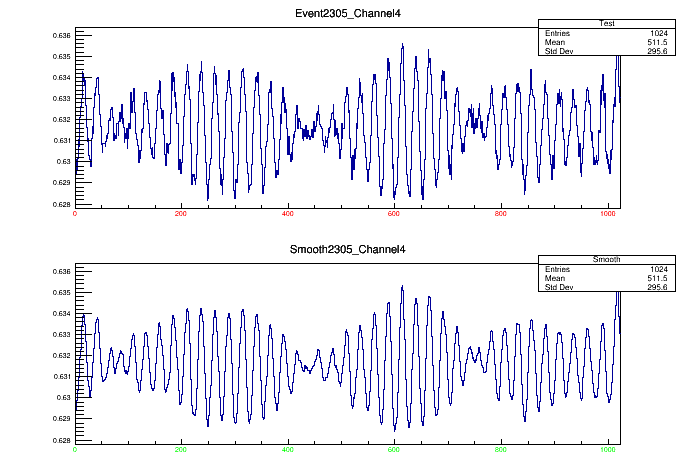 Event2305_Channel4
Test
Entries 1024
Mean 511.5
Std Dev 295.6
0.636
0.635
0.634
0.633
0.632
0.631
0.63
0.629
0.628
0 200 400 600 800 1000
Smooth2305_Channel4
Smooth
Entries 1024
Mean 511.5
Std Dev 295.6
0.636
0.635
0.634
0.633
0.632
0.631
0.63
0.629
0.628
0 200 400 600 800 1000